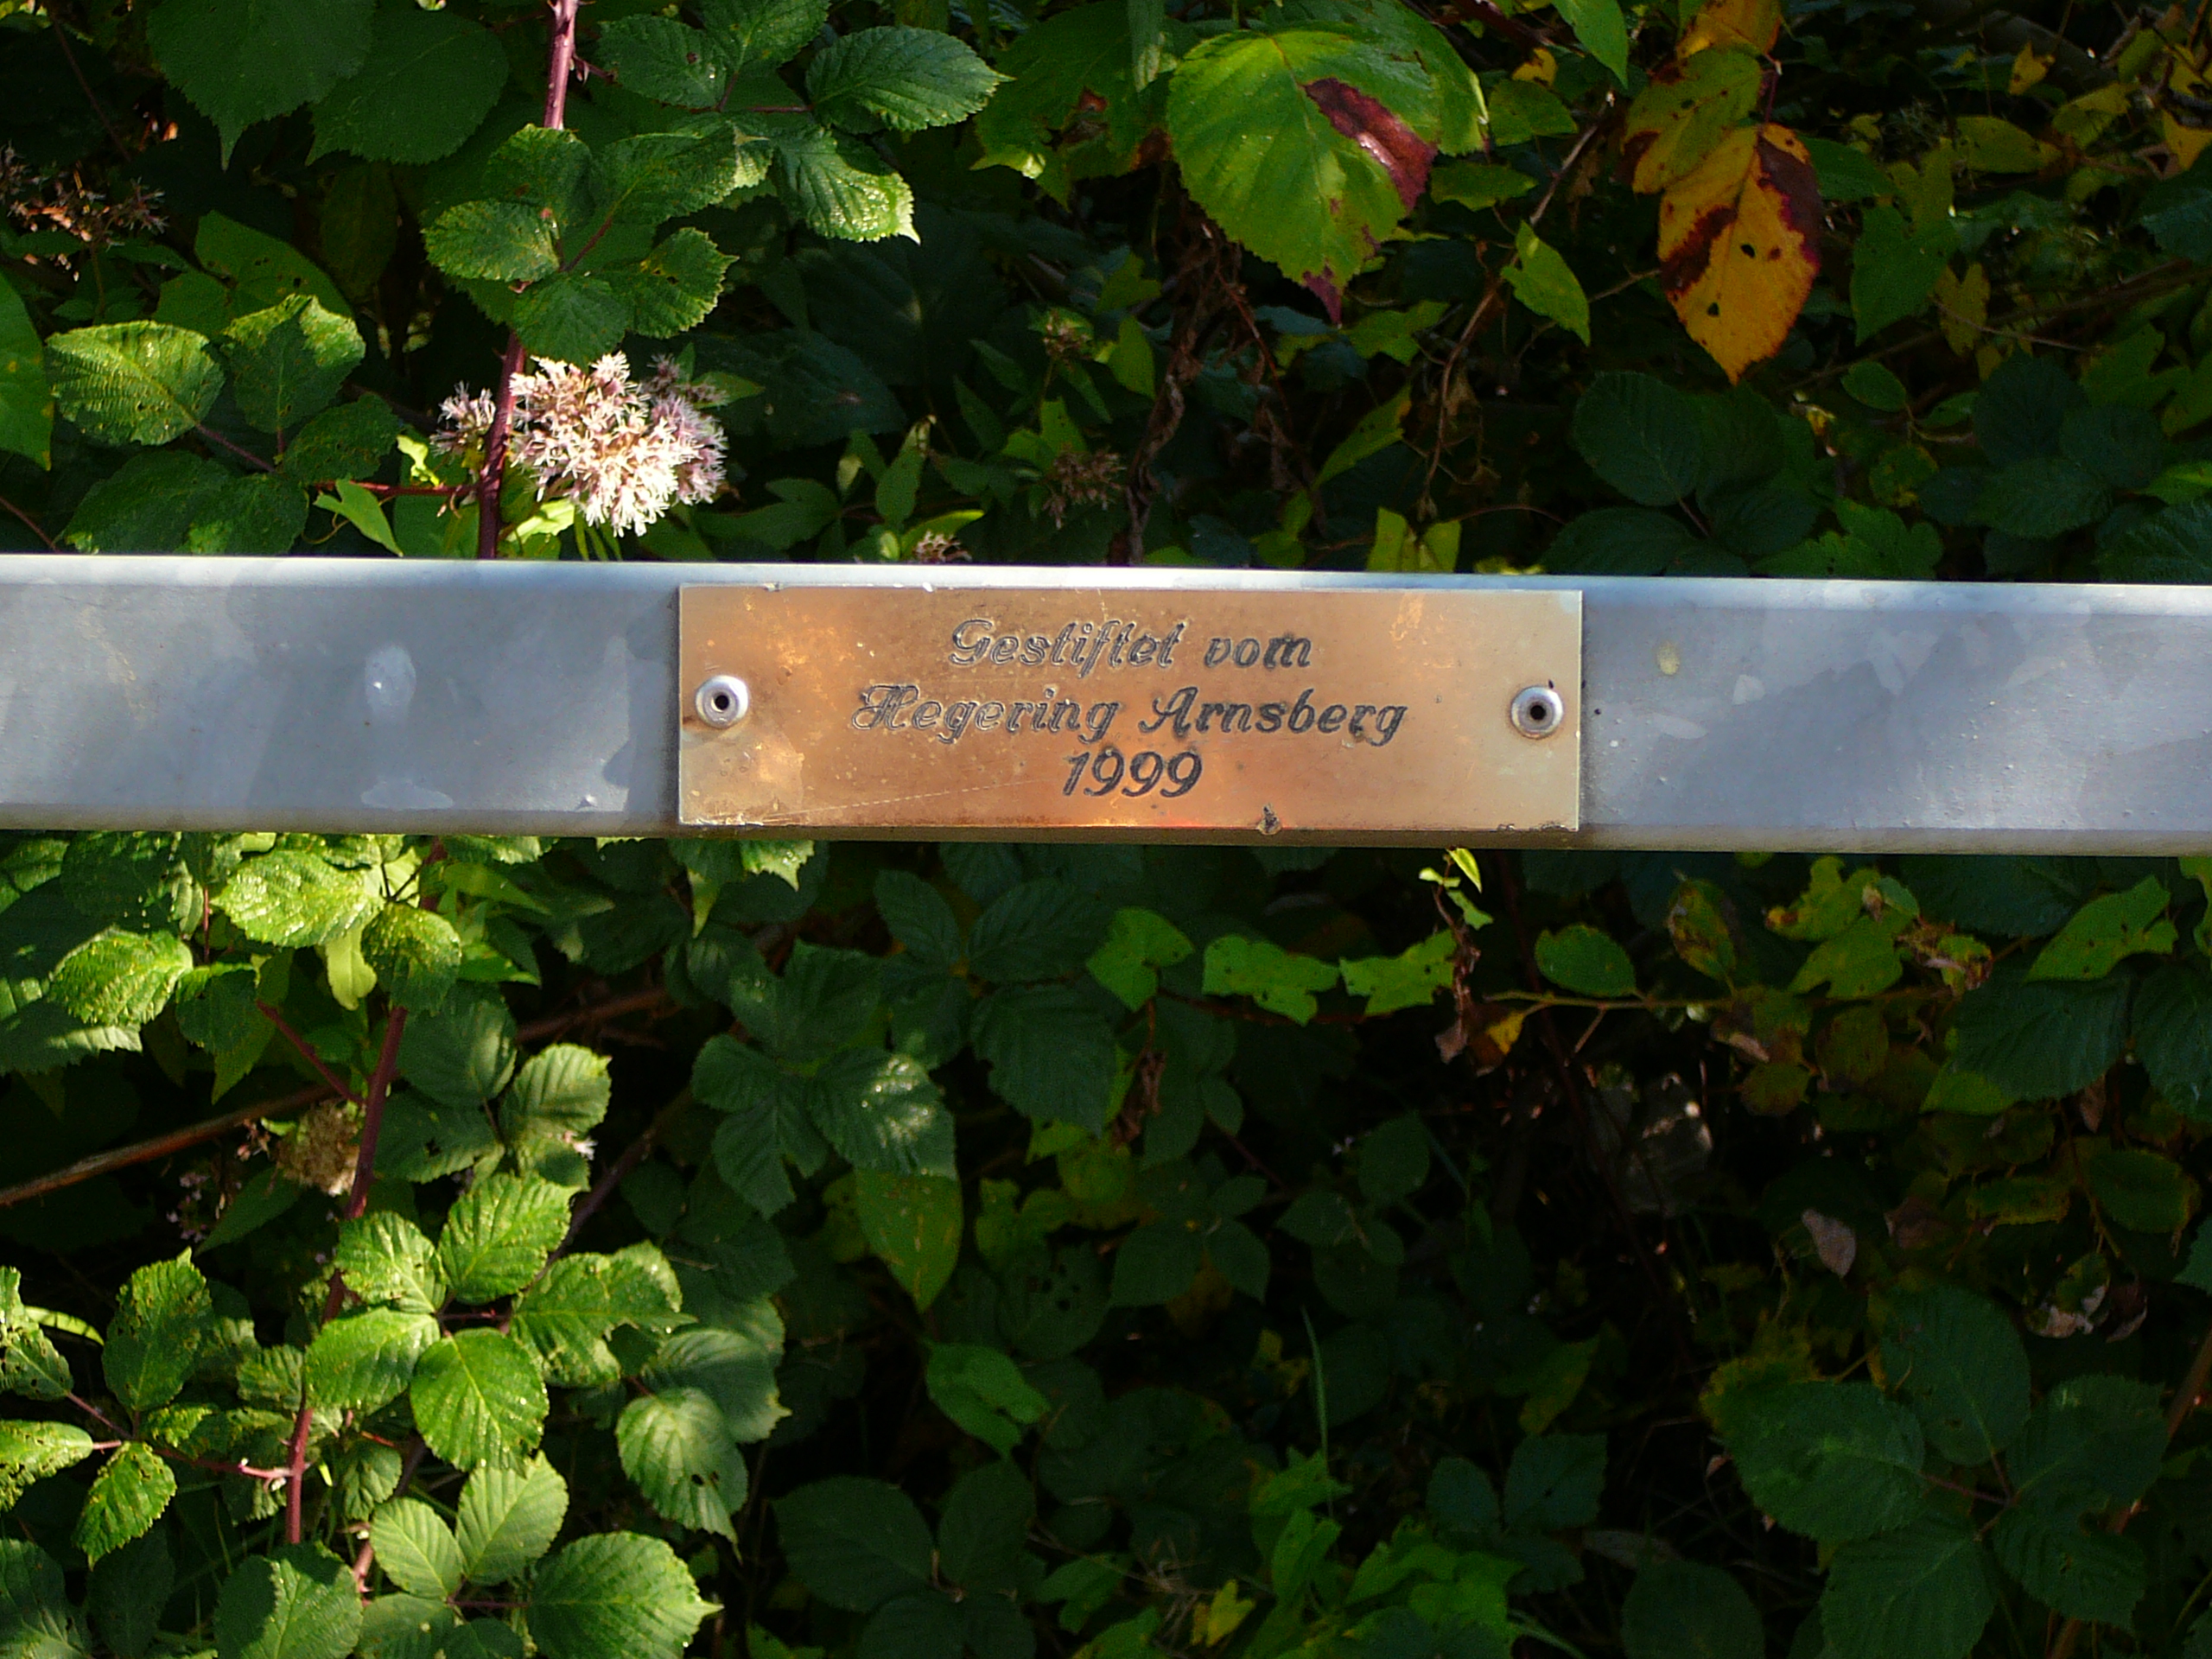 Gestiftet vom
Hegering Arnsberg
1999